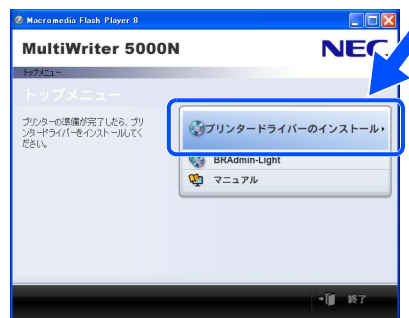 Macromedia Flash Player 8
MultiWriter 5000N
NEC
トップメニュー
トップメニュー
プリンターの準備が完了したら、プリ
ンタードライバーをインストールしてく
ださい。
プリンタードライバーのインストール
BRAdmin-Light
マニュアル
終了